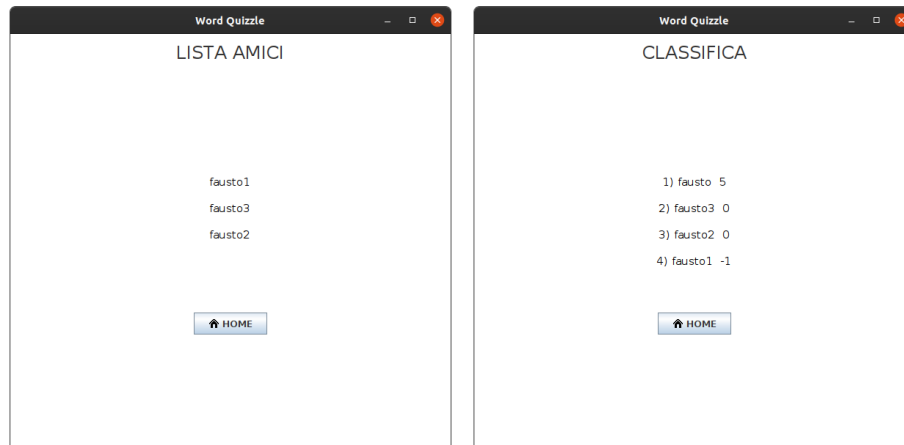 Word Quizzle
LISTA AMICI
fausto1
fausto3
fausto2
HOME
Word Quizzle
CLASSIFICA
1) fausto 5
2) fausto3 0
3) fausto2 0
4) fausto1 -1
HOME